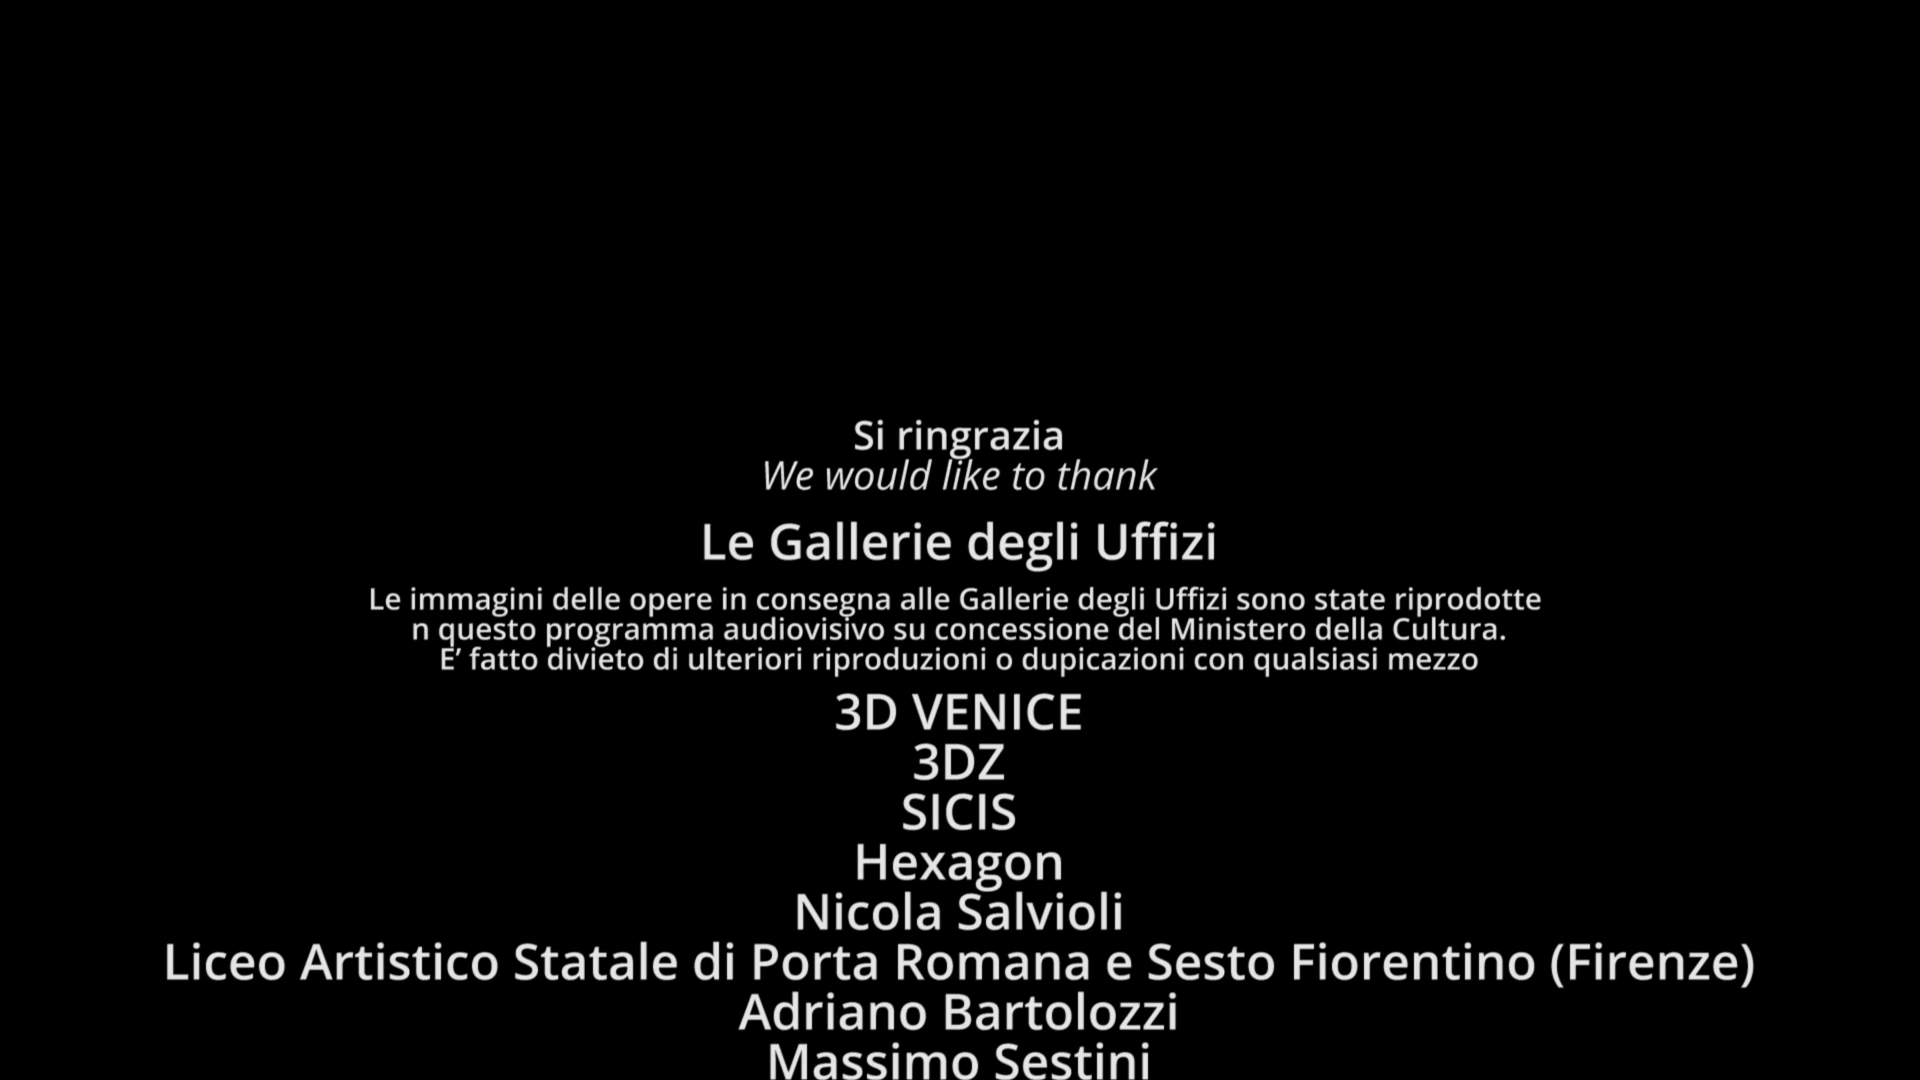 Si ringrazia
We would like to thank
Le Gallerie degli Uffizi
Le immagini delle opere in consegna alle Gallerie degli Uffizi sono state riprodotte
n questo programma audiovisivo su concessione del Ministero della Cultura.
E’ fatto divieto di ulteriori riproduzioni o dupicazioni con qualsiasi mezzo
3D VENICE
3DZ
SICIS
Hexagon
Nicola Salvioli
Liceo Artistico Statale di Porta Romana e Sesto Fiorentino (Firenze)
Adriano Bartolozzi
Massimo Sestini